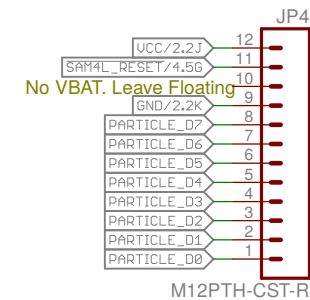 JP4
VCC/2.2J 12
SAM4L_RESET/4.5G 11
No VBAT. Leave Floating 10
GND/2.2K 9
PARTICLE_D7 8
PARTICLE_D6 7
PARTICLE_D5 6
PARTICLE_D4 5
PARTICLE_D3 4
PARTICLE_D2 3
PARTICLE_D1 2
PARTICLE_D0 1
M12PTH-CST-R